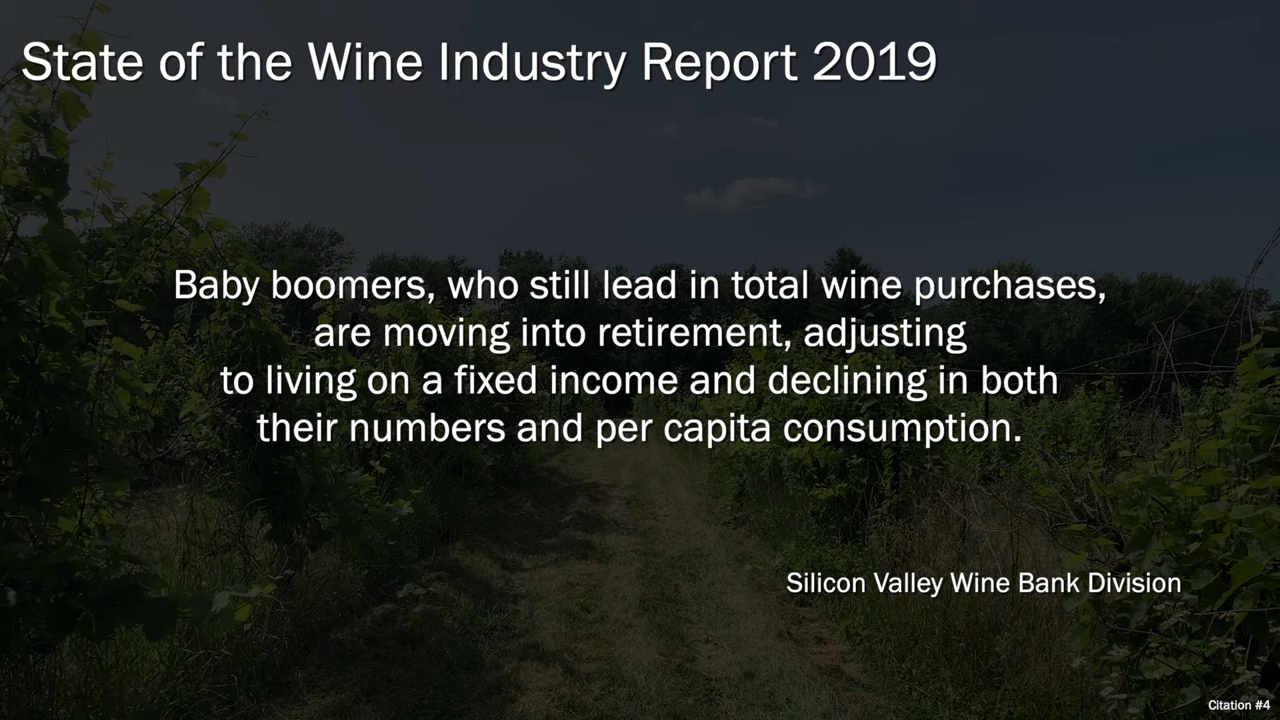 State of the Wine Industry Report 2019
Baby boomers, who still lead in total wine purchases,
are moving into retirement, adjusting
to living on a fixed income and declining in both
their numbers and per capita consumption.
Silicon Valley Wine Bank Division
Citation #4